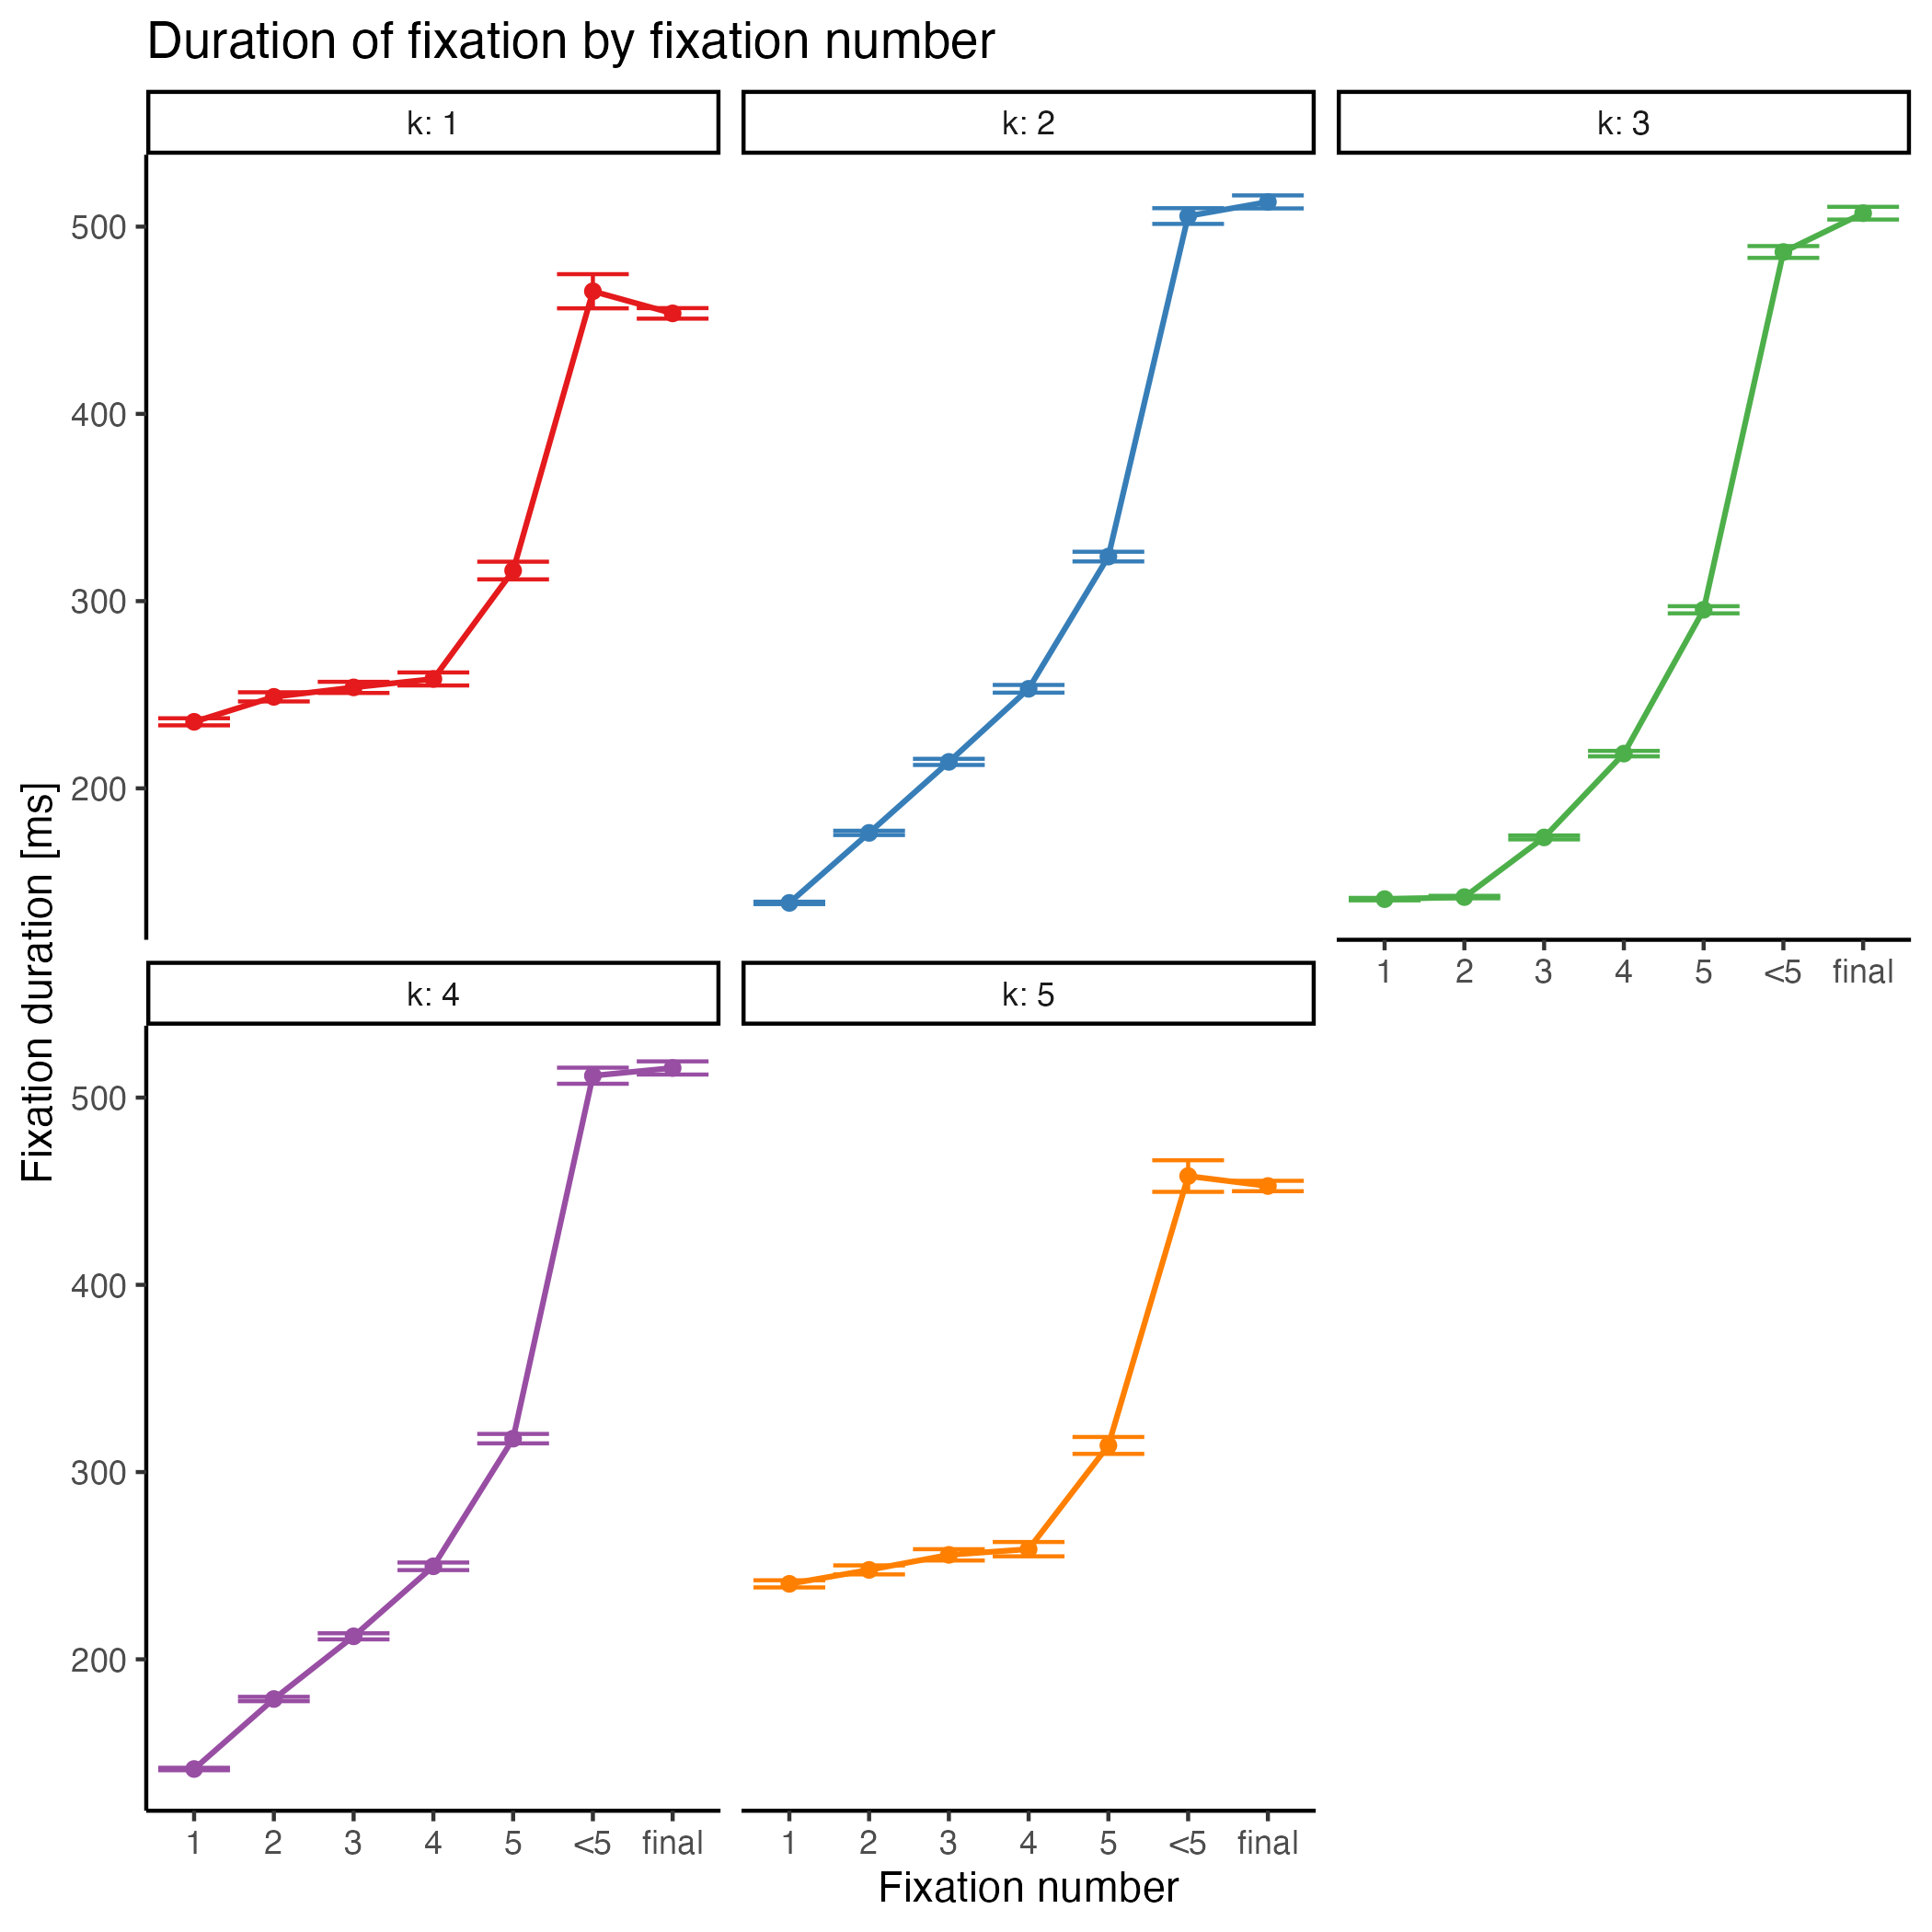 Duration of fixation by fixation number
k: 1
k: 2
k: 3
500
400
300
200
1 2 3 4 5 <5 final
Fixation duration [ms]
k: 4
k: 5
500
400
300
200
1 2 3 4 5 <5 final
1 2 3 4 5 <5 final
Fixation number